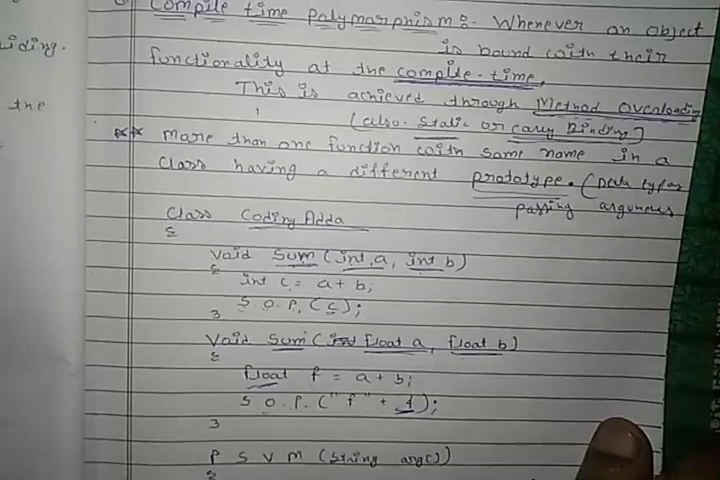 Compile time Polymorphism :- Whenever an object
is bound with their
functionality at the compile-time,
This is achieved through Method Overloading
(also static or early Binding)
** more than one function with same name in a
Class having a different prototype. (Data types
passing
Class Coding Adda
{
void Sum (int, a, int b)
{
int c = a + b;
S. O. P. (c);
}
void Sum (float a, float b)
{
float f = a + b;
S O. P. ("f" + f);
}
P S V M (String arg[])
{
iding.
the